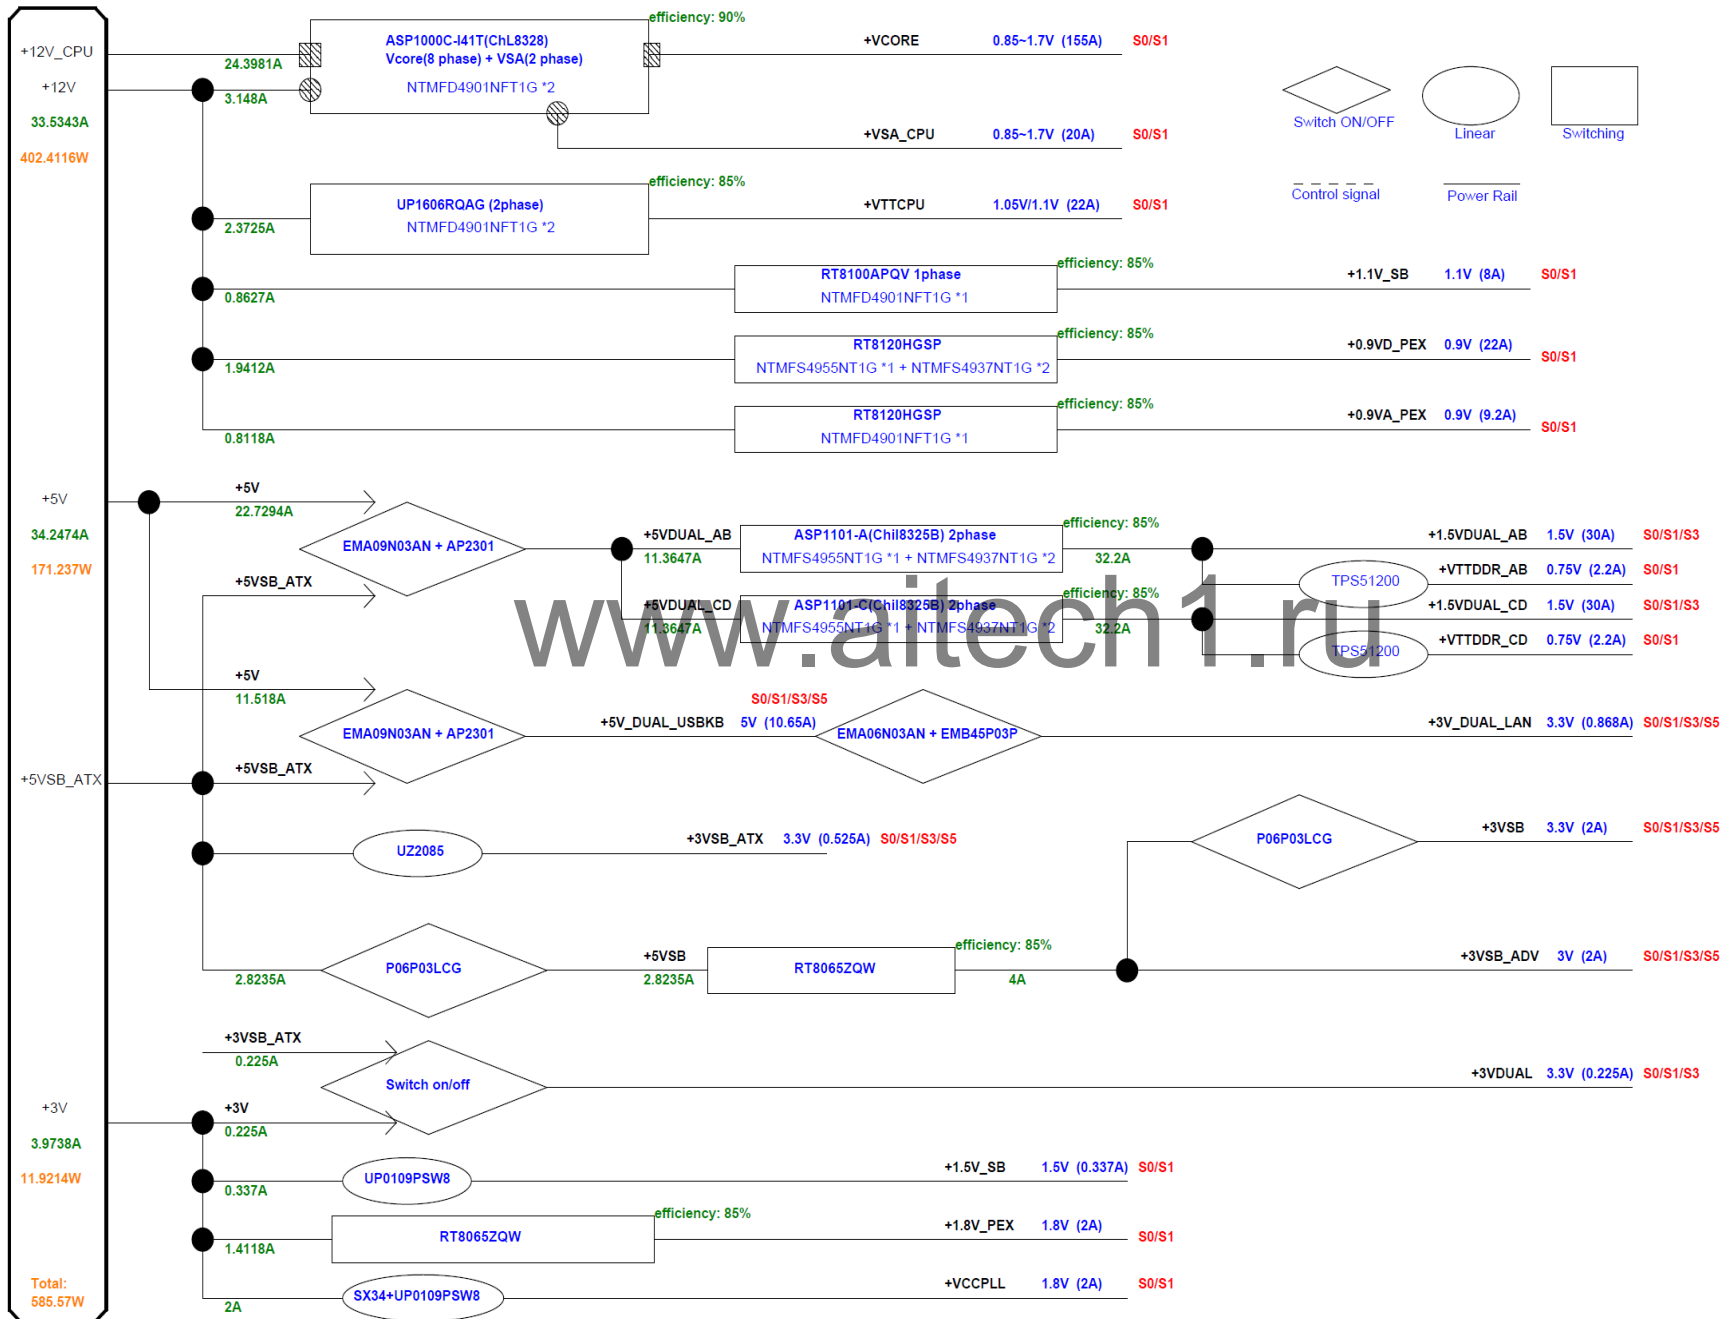 efficiency: 90%
+12V_CPU
24.3981A
ASP1000C-I41T(ChL8328)
Vcore(8 phase) + VSA(2 phase)
NTMFD4901NFT1G *2
+VCORE 0.85~1.7V (155A) S0/S1
+12V
3.148A
33.5343A
402.4116W
+VSA_CPU 0.85~1.7V (20A) S0/S1
Switch ON/OFF
Linear
Switching
Control signal
Power Rail
efficiency: 85%
UP1606RQAG (2phase)
NTMFD4901NFT1G *2
2.3725A
+VTTCPU 1.05V/1.1V (22A) S0/S1
efficiency: 85%
RT8100APQV 1phase
NTMFD4901NFT1G *1
0.8627A
+1.1V_SB 1.1V (8A) S0/S1
efficiency: 85%
RT8120HGSP
NTMFS4955NT1G *1 + NTMFS4937NT1G *2
1.9412A
+0.9VD_PEX 0.9V (22A) S0/S1
efficiency: 85%
RT8120HGSP
NTMFD4901NFT1G *1
0.8118A
+0.9VA_PEX 0.9V (9.2A) S0/S1
+5V
34.2474A
171.237W
+5V
22.7294A
EMA09N03AN + AP2301
+5VSB_ATX
+5VDUAL_AB
11.3647A
efficiency: 85%
ASP1101-A(Chil8325B) 2phase
NTMFS4955NT1G *1 + NTMFS4937NT1G *2
32.2A
+1.5VDUAL_AB 1.5V (30A) S0/S1/S3
TPS51200
+VTTDDR_AB 0.75V (2.2A) S0/S1
+5VDUAL_CD
11.3647A
efficiency: 85%
ASP1101-C(Chil8325B) 2phase
NTMFS4955NT1G *1 + NTMFS4937NT1G *2
32.2A
+1.5VDUAL_CD 1.5V (30A) S0/S1/S3
TPS51200
+VTTDDR_CD 0.75V (2.2A) S0/S1
www.aitech1.ru
+5V
11.518A
EMA09N03AN + AP2301
+5VSB_ATX
S0/S1/S3/S5
+5V_DUAL_USBKB 5V (10.65A)
EMA06N03AN + EMB45P03P
+3V_DUAL_LAN 3.3V (0.868A) S0/S1/S3/S5
+5VSB_ATX
UZ2085
+3VSB_ATX 3.3V (0.525A) S0/S1/S3/S5
P06P03LCG
+3VSB 3.3V (2A) S0/S1/S3/S5
2.8235A
P06P03LCG
+5VSB
2.8235A
efficiency: 85%
RT8065ZQW
4A
+3VSB_ADV 3V (2A) S0/S1/S3/S5
+3VSB_ATX
0.225A
Switch on/off
+3VDUAL 3.3V (0.225A) S0/S1/S3
+3V
3.9738A
11.9214W
+3V
0.225A
0.337A
UP0109PSW8
+1.5V_SB 1.5V (0.337A) S0/S1
efficiency: 85%
1.4118A
RT8065ZQW
+1.8V_PEX 1.8V (2A) S0/S1
2A
SX34+UP0109PSW8
+VCCPLL 1.8V (2A) S0/S1
Total:
585.57W